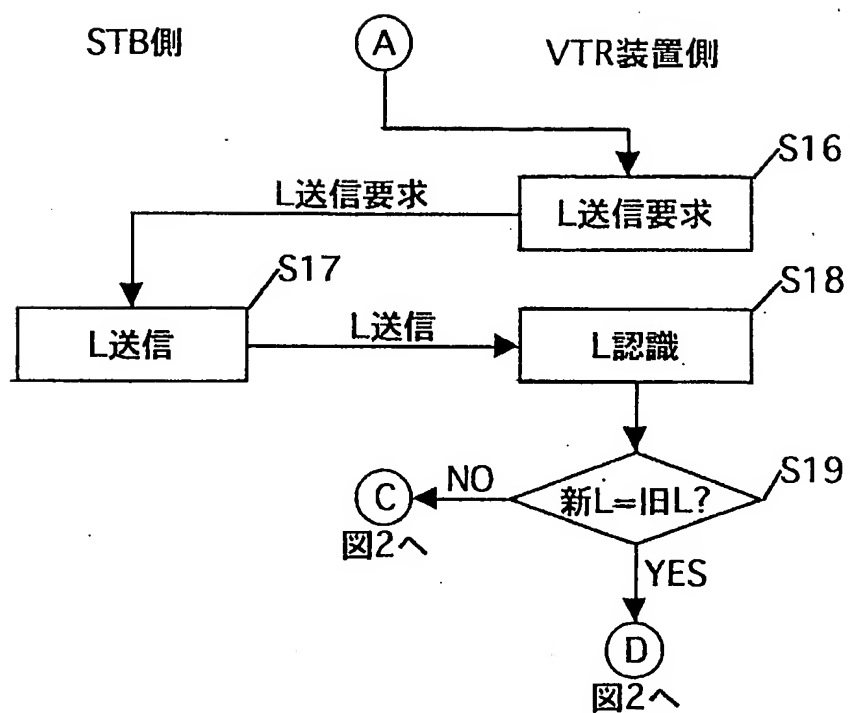 STB側
A
VTR装置側
S16
L送信要求
L送信要求
S17
S18
L送信
L送信
L認識
S19
NO
新L=旧L?
C
図2へ
YES
D
図2へ